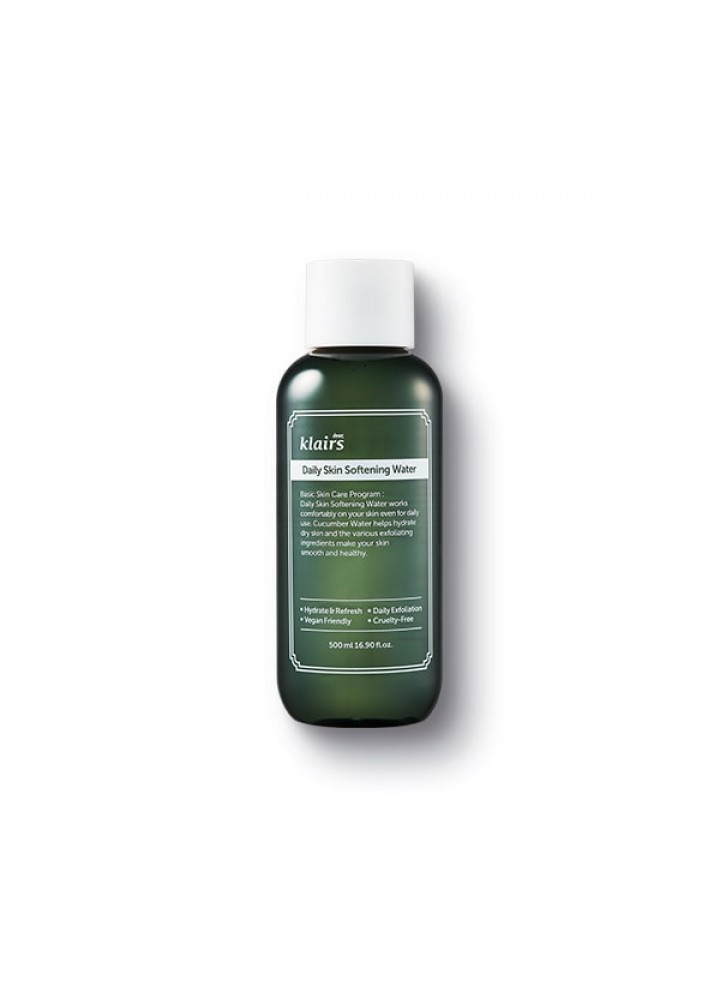 dear,
klairs
Daily Skin Softening Water
Basic Skin Care Program :
Daily Skin Softening Water works
comfortably on your skin even for daily
use. Cucumber Water helps hydrate
dry skin and the various exfoliating
ingredients make your skin
smooth and healthy.
• Hydrate & Refresh • Daily Exfoliation
• Vegan Friendly • Cruelty-Free
500 ml 16.90 fl.oz.